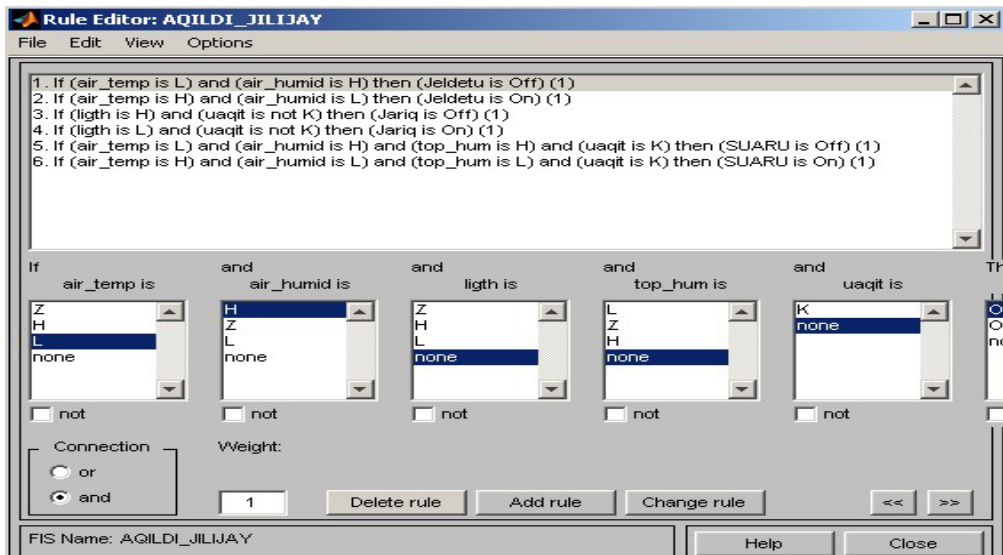 Rule Editor: AQILDI_JILIJAY
File Edit View Options
1. If (air_temp is L) and (air_humid is H) then (Jeldetu is Off) (1)
2. If (air_temp is H) and (air_humid is L) then (Jeldetu is On) (1)
3. If (ligth is H) and (uaqit is not K) then (Jariq is Off) (1)
4. If (ligth is L) and (uaqit is not K) then (Jariq is On) (1)
5. If (air_temp is L) and (air_humid is H) and (top_hum is H) and (uaqit is K) then (SUARU is Off) (1)
6. If (air_temp is H) and (air_humid is L) and (top_hum is L) and (uaqit is K) then (SUARU is On) (1)
If and and and and Th
air_temp is air_humid is ligth is top_hum is uaqit is
Z H Z L K O
H Z H Z none O
L L L H no
none none none none
not not not not not
Connection Weight:
or
and 1 Delete rule Add rule Change rule << >>
FIS Name: AQILDI_JILIJAY Help Close